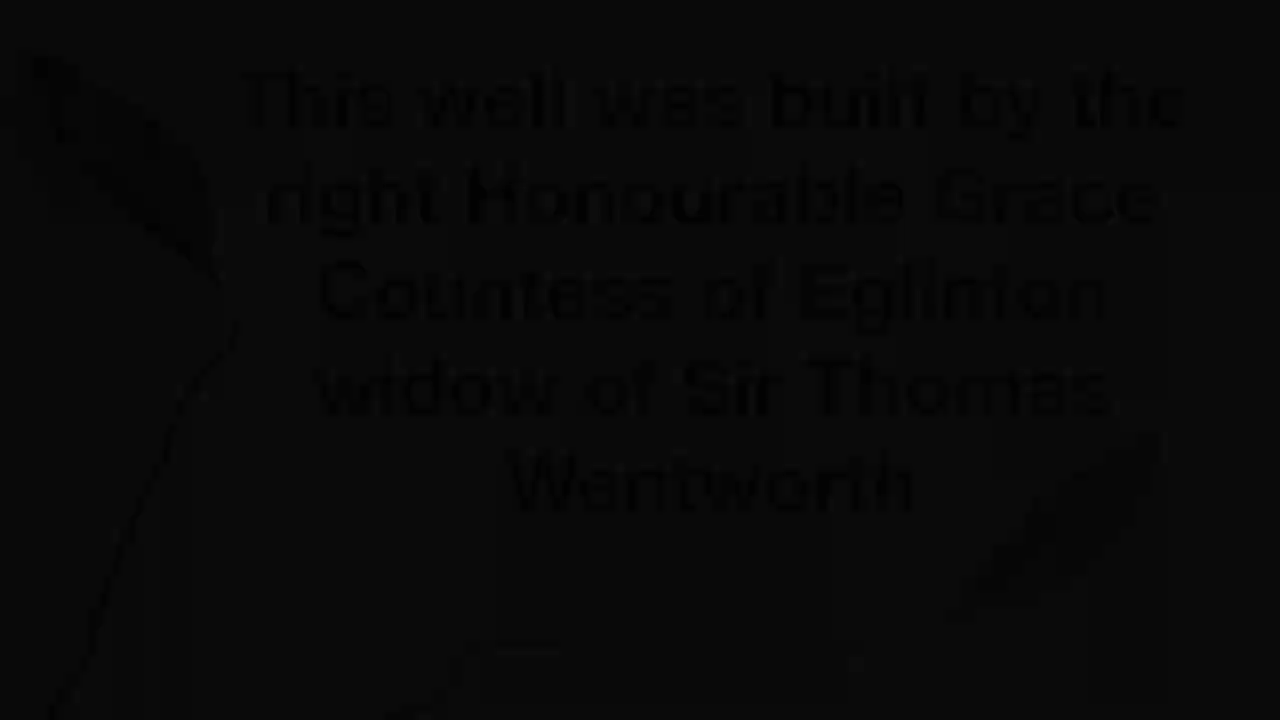 This well was built by the
right Honourable Grace
Countess of Eglinton
widow of Sir Thomas
Wentworth